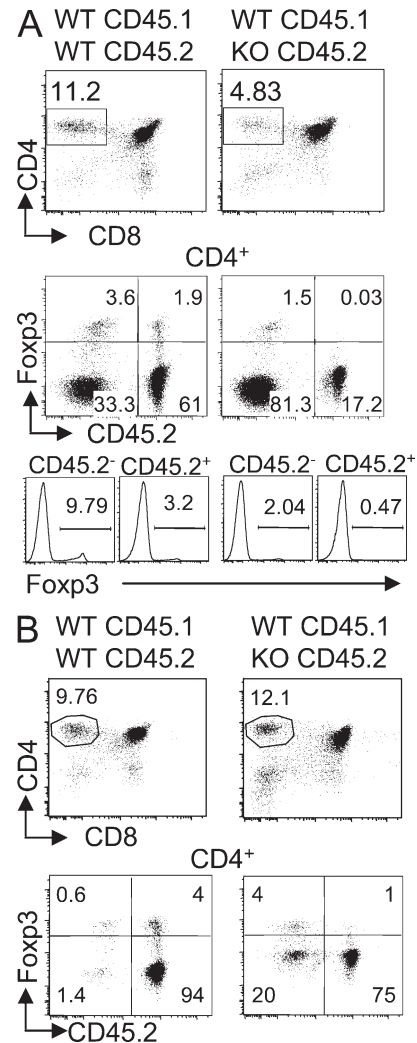 A WT CD45.1 WT CD45.1
WT CD45.2 KO CD45.2
11.2 4.83
CD4
CD8
CD4+
3.6 1.9 1.5 0.03
Foxp3
33.3 61 81.3 17.2
CD45.2
CD45.2- CD45.2+ CD45.2- CD45.2+
9.79 3.2 2.04 0.47
Foxp3
B WT CD45.1 WT CD45.1
WT CD45.2 KO CD45.2
9.76 12.1
CD4
CD8
CD4+
0.6 4 4 1
Foxp3
1.4 94 20 75
CD45.2